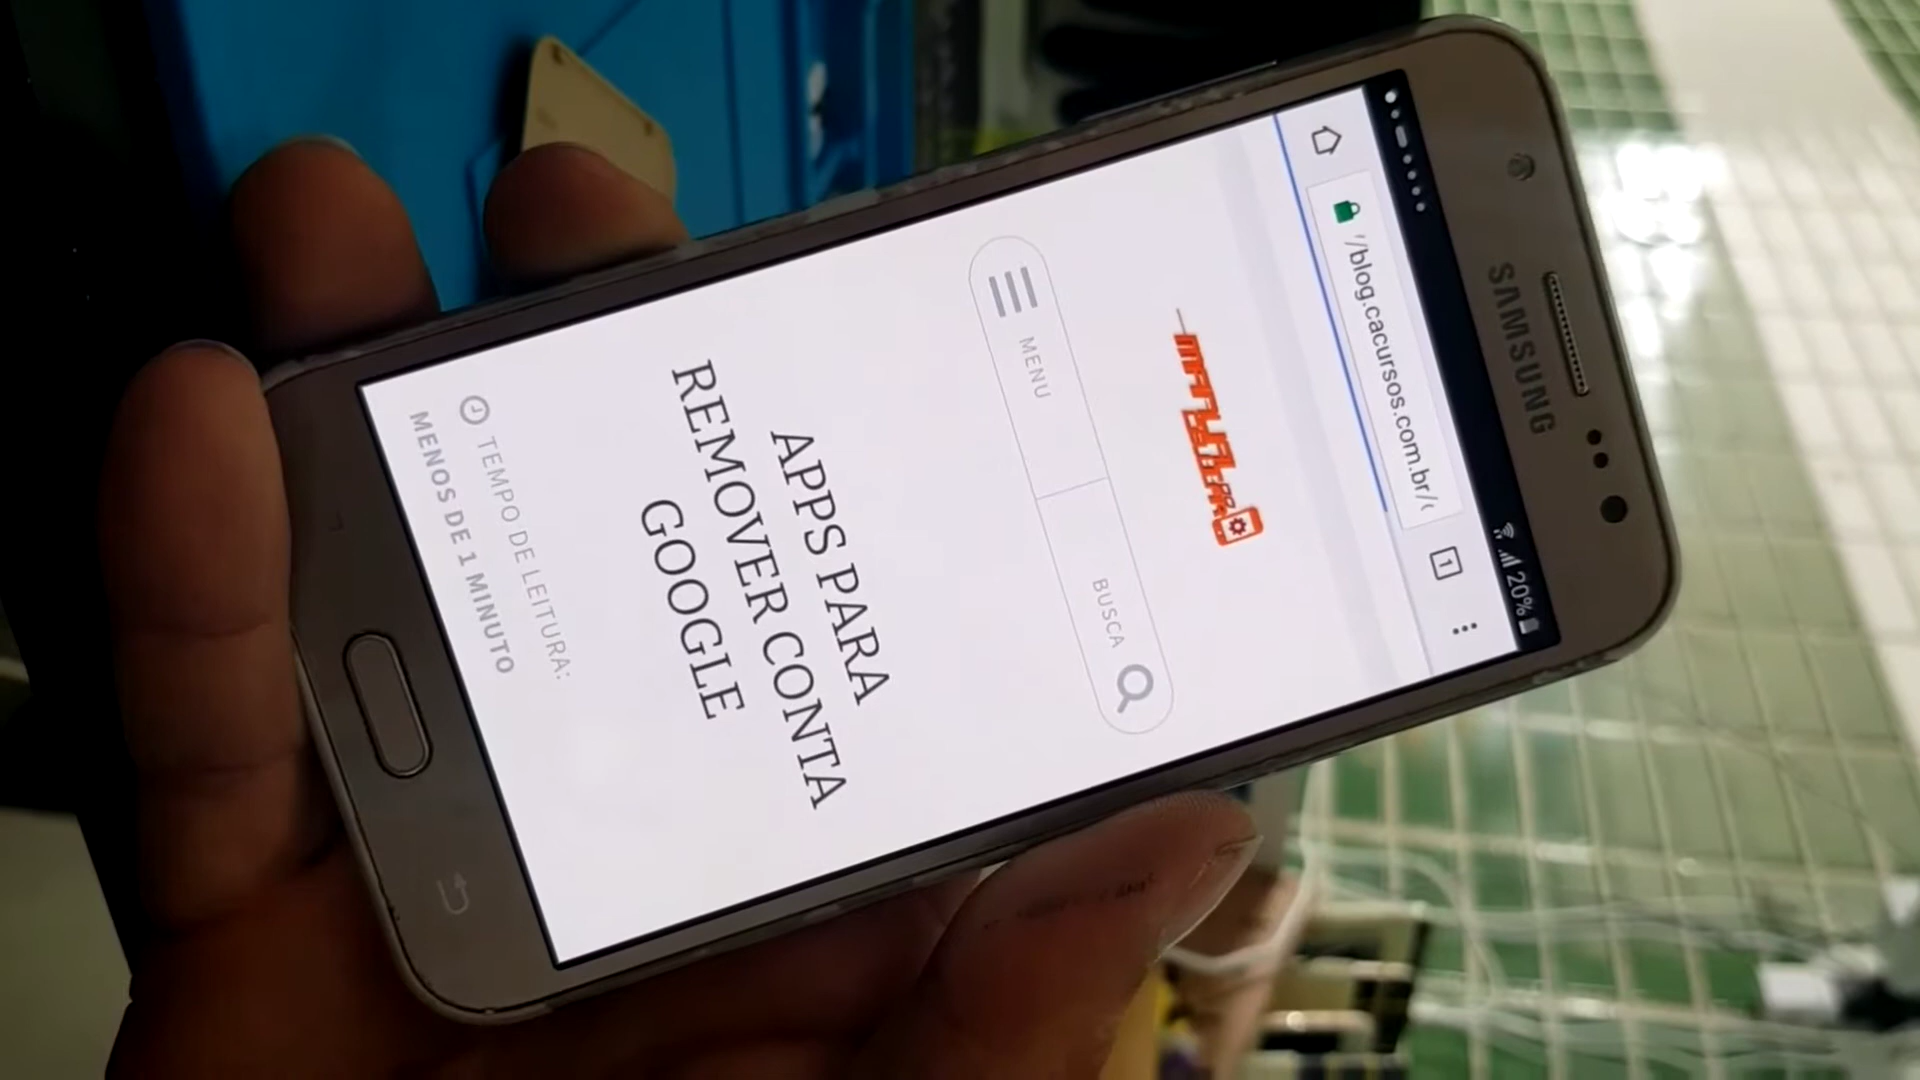 SAMSUNG
20%
//blog.cacursos.com.br/
1
MENU
BUSCA
APPS PARA
REMOVER CONTA
GOOGLE
TEMPO DE LEITURA:
MENOS DE 1 MINUTO